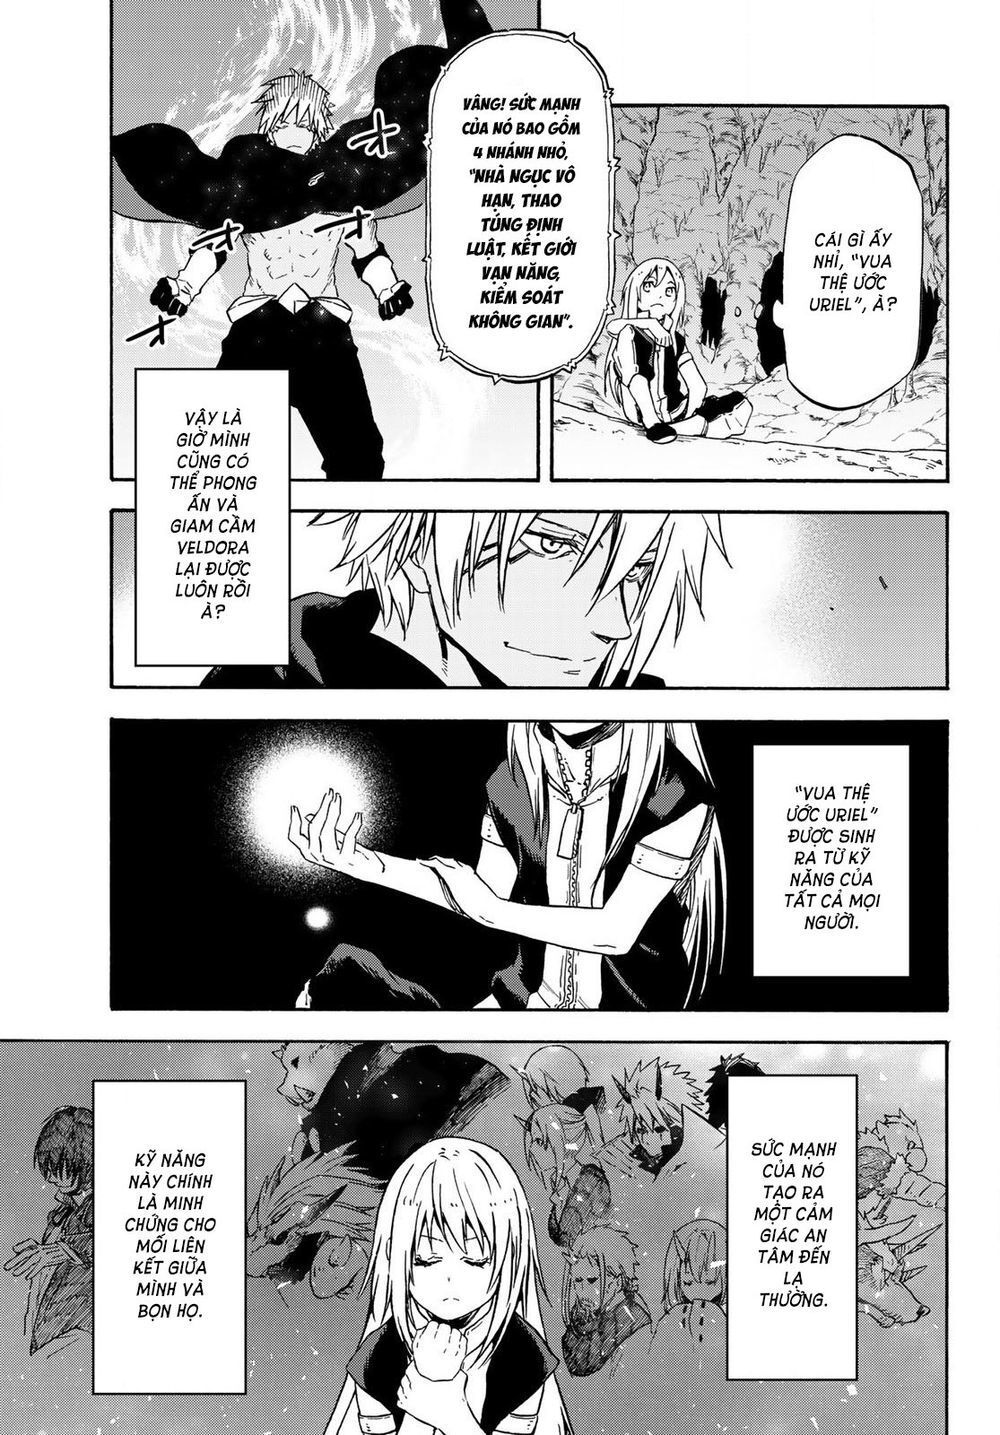 CÁI GÌ ẤY
NHỈ, "VUA
THỆ ƯỚC
URIEL", À?
VÂNG! SỨC MẠNH
CỦA NÓ BAO GỒM
4 NHÁNH NHỎ,
"NHÀ NGỤC VÔ
HẠN, THAO
TÚNG ĐỊNH
LUẬT, KẾT GIỚI
VẠN NĂNG,
KIỂM SOÁT
KHÔNG GIAN".
VẬY LÀ
GIỜ MÌNH
CŨNG CÓ
THỂ PHONG
ẤN VÀ
GIAM CẦM
VELDORA
LẠI ĐƯỢC
LUÔN RỒI
À?
"VUA THỆ
ƯỚC URIEL"
ĐƯỢC SINH
RA TỪ KỸ
NĂNG CỦA
TẤT CẢ MỌI
NGƯỜI.
SỨC MẠNH
CỦA NÓ
TẠO RA
MỘT CẢM
GIÁC AN
TÂM ĐẾN
LẠ
THƯỜNG.
KỸ NĂNG
NÀY CHÍNH
LÀ MINH
CHỨNG CHO
MỐI LIÊN
KẾT GIỮA
MÌNH VÀ
BỌN HỌ.